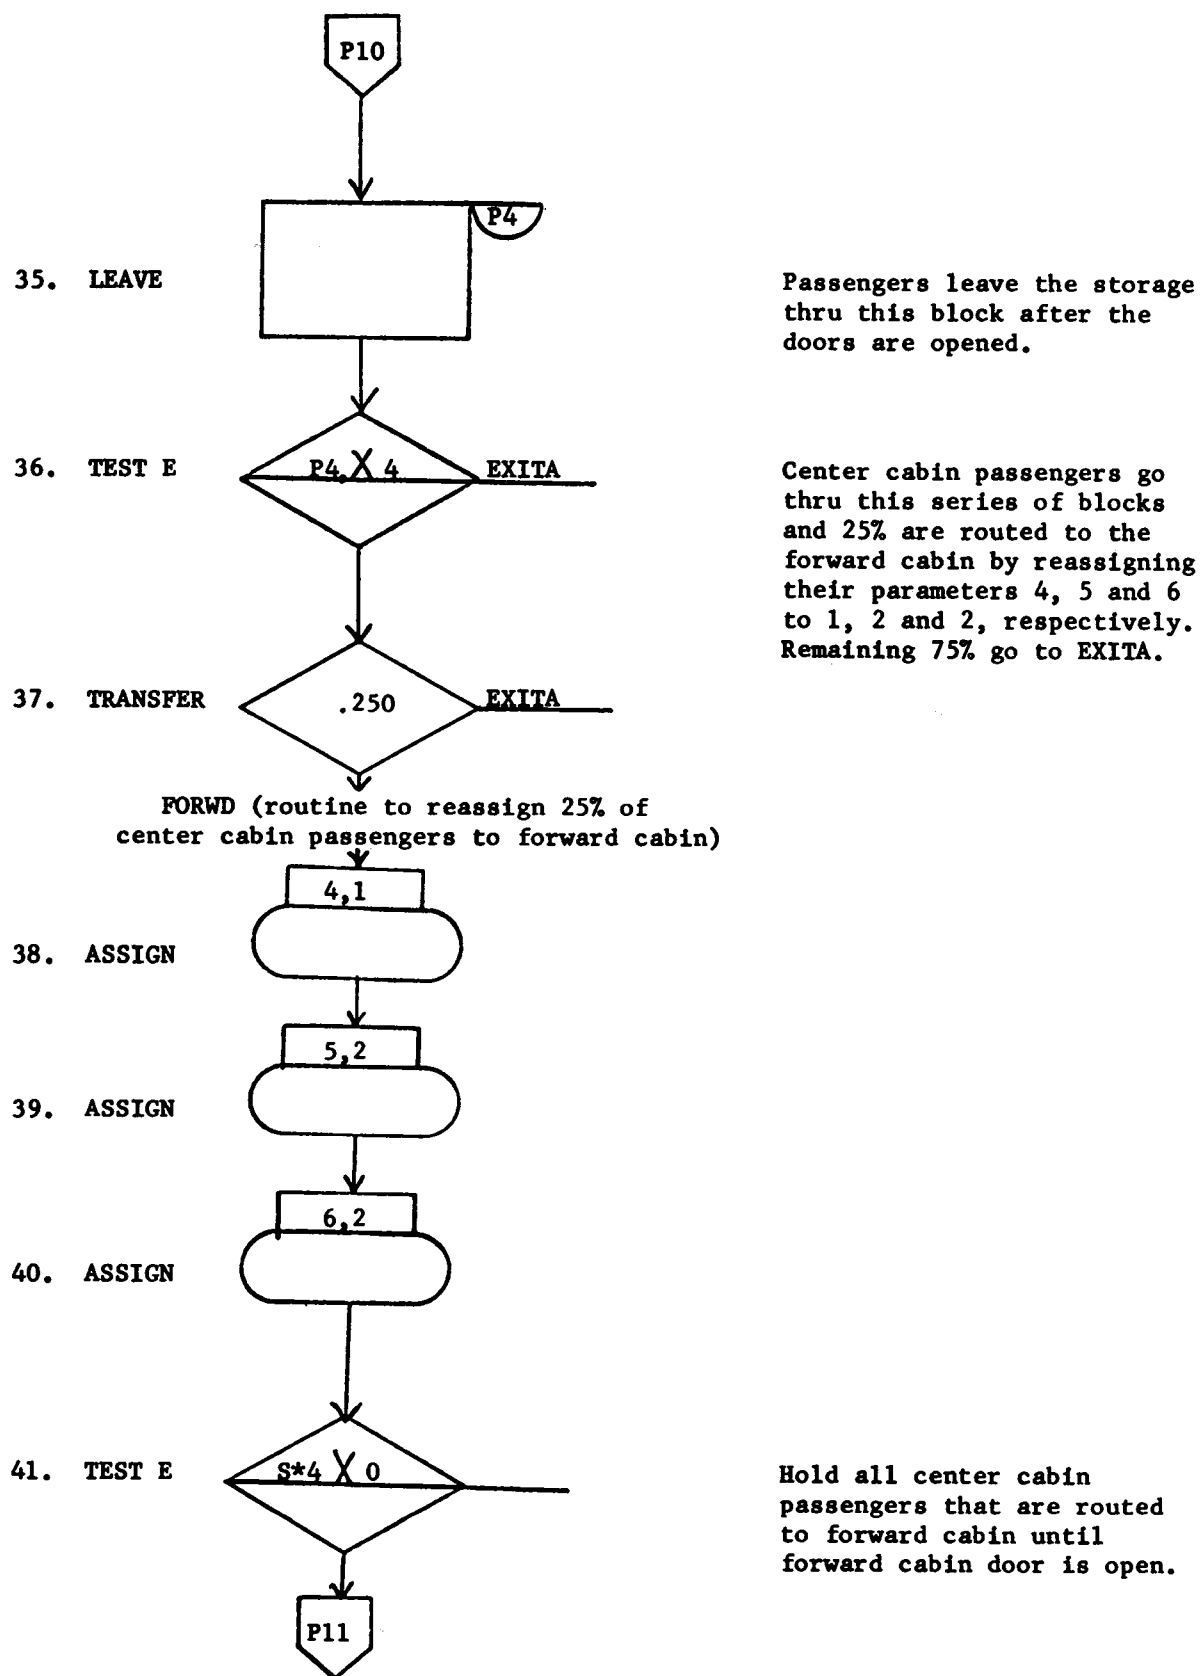 P10
P4
35. LEAVE
Passengers leave the storage
thru this block after the
doors are opened.
36. TEST E
P4, X 4
EXITA
Center cabin passengers go
thru this series of blocks
and 25% are routed to the
forward cabin by reassigning
their parameters 4, 5 and 6
to 1, 2 and 2, respectively.
Remaining 75% go to EXITA.
37. TRANSFER
.250
EXITA
FORWD (routine to reassign 25% of
center cabin passengers to forward cabin)
4,1
38. ASSIGN
5,2
39. ASSIGN
6,2
40. ASSIGN
41. TEST E
S*4 X 0
Hold all center cabin
passengers that are routed
to forward cabin until
forward cabin door is open.
P11